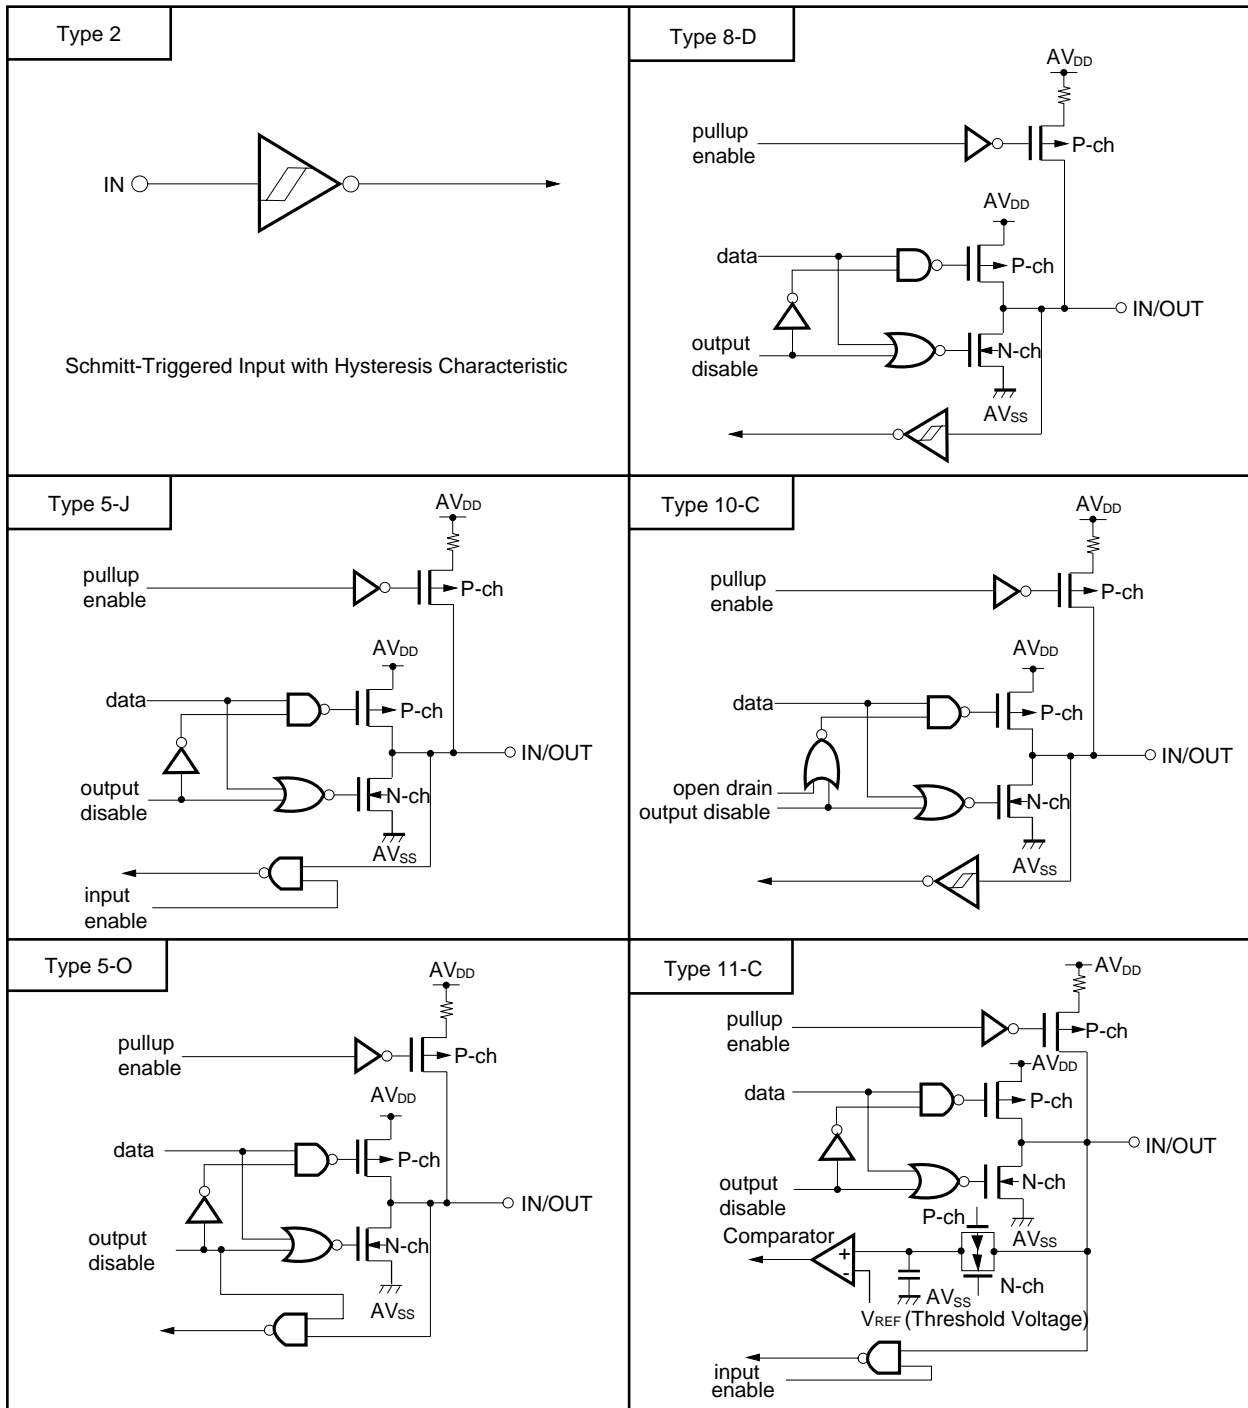 Type 2
IN
Schmitt-Triggered Input with Hysteresis Characteristic
Type 8-D
AVDD
pullup
enable
P-ch
AVDD
data
P-ch
IN/OUT
output
disable
N-ch
AVSS
Type 5-J
AVDD
pullup
enable
P-ch
AVDD
data
P-ch
IN/OUT
output
disable
N-ch
AVSS
input
enable
Type 10-C
AVDD
pullup
enable
P-ch
AVDD
data
P-ch
IN/OUT
open drain
output disable
N-ch
AVSS
Type 5-O
AVDD
pullup
enable
P-ch
AVDD
data
P-ch
IN/OUT
output
disable
N-ch
AVSS
Type 11-C
AVDD
pullup
enable
P-ch
AVDD
data
P-ch
IN/OUT
output
disable
N-ch
P-ch
Comparator
AVSS
+
-
N-ch
AVSS
VREF (Threshold Voltage)
input
enable